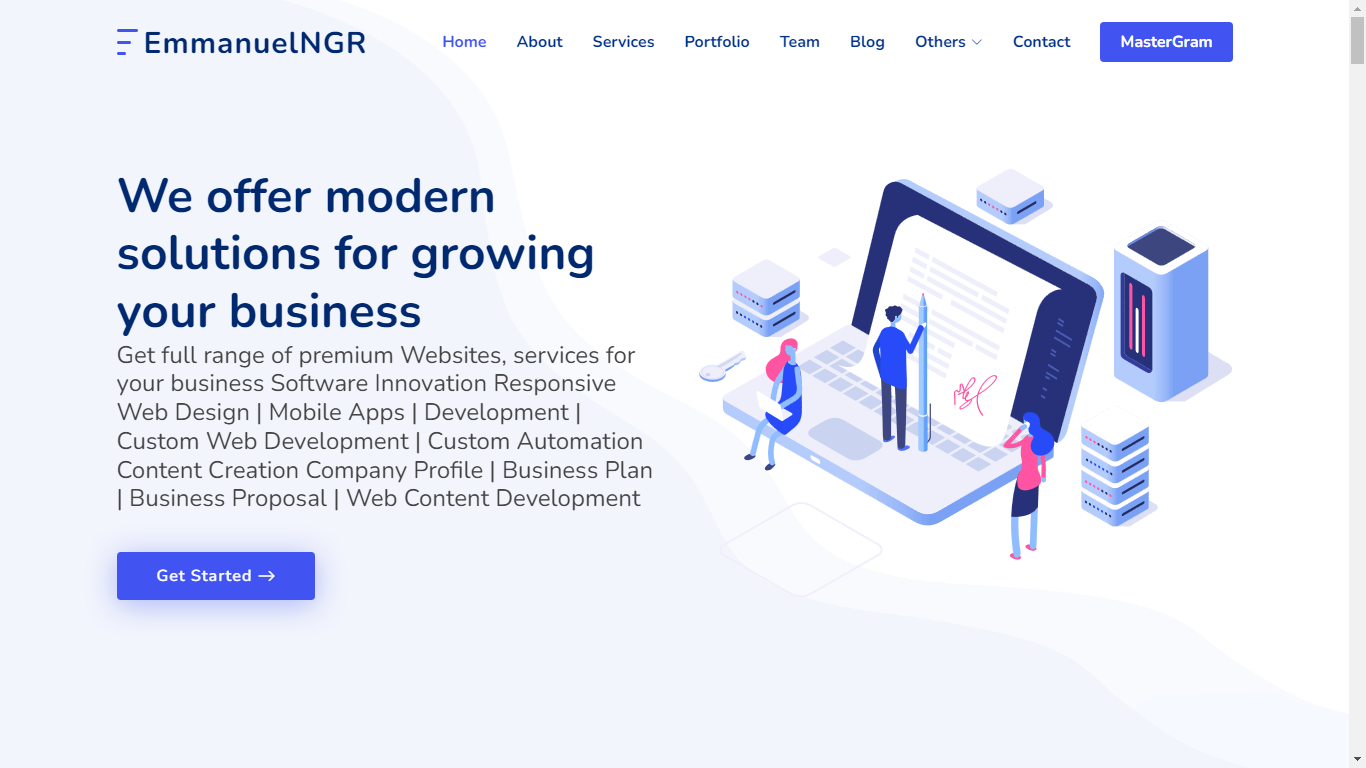 EmmanuelNGR
Home About Services Portfolio Team Blog Others Contact MasterGram
We offer modern
solutions for growing
your business
Get full range of premium Websites, services for
your business Software Innovation Responsive
Web Design | Mobile Apps | Development |
Custom Web Development | Custom Automation
Content Creation Company Profile | Business Plan
| Business Proposal | Web Content Development
Get Started →